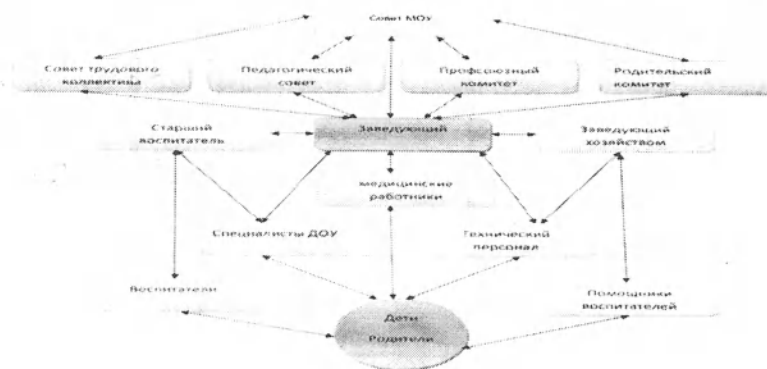 Совет МОУ
Совет трудового
коллектива
Педагогический
совет
Профсоюзный
комитет
Родительский
комитет
Старший
воспитатель
Заведующий
Заведующий
хозяйством
медицинские
работники
Специалисты ДОУ
Технический
персонал
Воспитатели
Помощники
воспитателей
Дети
Родители